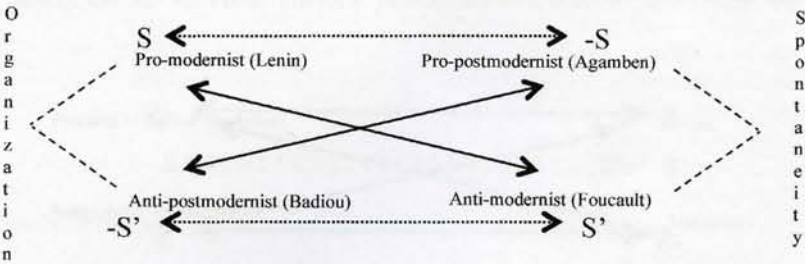 Organization
S
-S
Pro-modernist (Lenin)
Pro-postmodernist (Agamben)
Anti-postmodernist (Badiou)
Anti-modernist (Foucault)
-S’
S’
Spontaneity